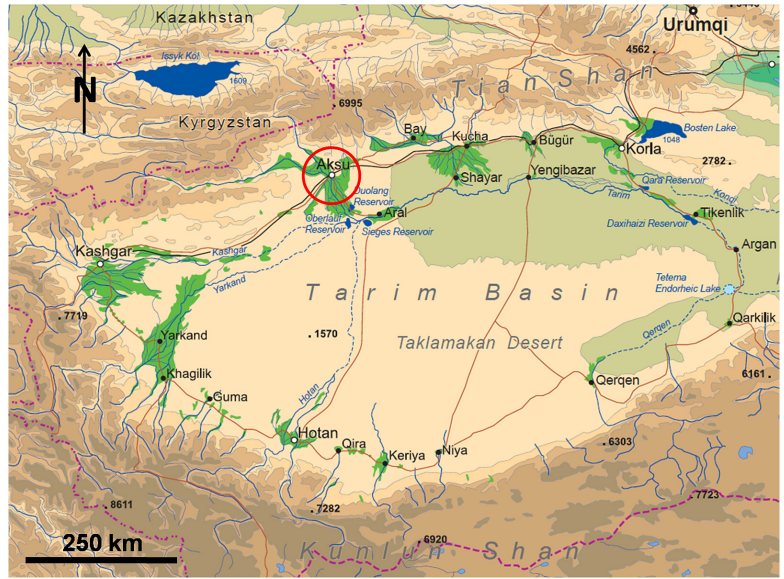 Kazakhstan
Urumqi
Issyk Köl
1609
4562
N
6995
Tian Shan
Kyrgyzstan
Bay
Kucha
Bügür
Bosten Lake
1048
Korla
2782
Aksu
Shayar
Yengibazar
Qara Reservoir
Duolang
Reservoir
Tarim
Konqi
Aral
Oberlauf
Reservoir
Sieges Reservoir
Daxihaizi Reservoir
Tikenlik
Kashgar
Kashgar
Argan
Yarkand
Tarim Basin
Tetema
Endorheic Lake
7719
1570
Qarkilik
Yarkand
Taklamakan Desert
Qerqen
Khagilik
6161
Qerqen
Guma
Hotan
Hotan
Qira
Keriya
Niya
6303
8611
7282
7723
250 km
6920
Kunlun Shan